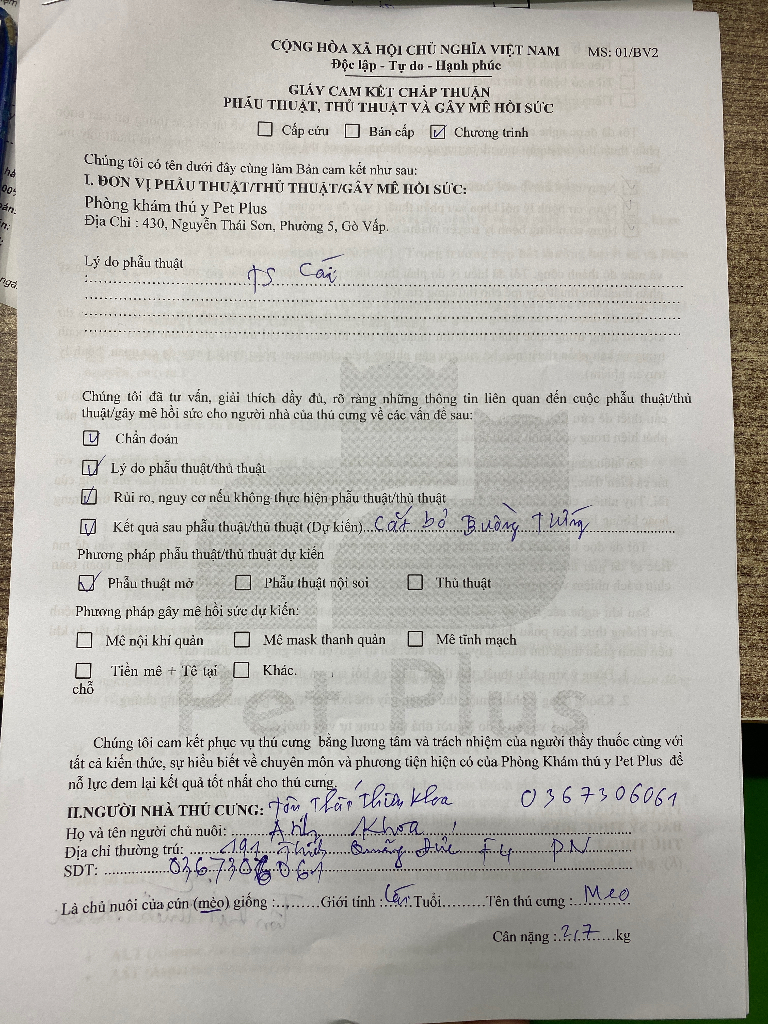 CỘNG HÒA XÃ HỘI CHỦ NGHĨA VIỆT NAM MS: 01/BV2
Độc lập - Tự do - Hạnh phúc
GIẤY CAM KẾT CHẤP THUẬN
PHẪU THUẬT, THỦ THUẬT VÀ GÂY MÊ HỒI SỨC
☐ Cấp cứu ☐ Bán cấp ☑ Chương trình
Chúng tôi có tên dưới đây cùng làm Bản cam kết như sau:
I. ĐƠN VỊ PHẪU THUẬT/THỦ THUẬT/GÂY MÊ HỒI SỨC:
Phòng khám thú y Pet Plus
Địa Chỉ : 430, Nguyễn Thái Sơn, Phường 5, Gò Vấp.
Lý do phẫu thuật
: TS Cái
Chúng tôi đã tư vấn, giải thích đầy đủ, rõ ràng những thông tin liên quan đến cuộc phẫu thuật/thủ
thuật/gây mê hồi sức cho người nhà của thú cưng về các vấn đề sau:
☑ Chẩn đoán
☑ Lý do phẫu thuật/thủ thuật
☑ Rủi ro, nguy cơ nếu không thực hiện phẫu thuật/thủ thuật
☑ Kết quả sau phẫu thuật/thủ thuật (Dự kiến) Cắt bỏ Buồng Trứng
Phương pháp phẫu thuật/thủ thuật dự kiến
☑ Phẫu thuật mở ☐ Phẫu thuật nội soi ☐ Thủ thuật
Phương pháp gây mê hồi sức dự kiến:
☐ Mê nội khí quản ☐ Mê mask thanh quản ☐ Mê tĩnh mạch
☐ Tiền mê + Tê tại ☐ Khác.
chỗ
Pet Plus
Chúng tôi cam kết phục vụ thú cưng bằng lương tâm và trách nhiệm của người thầy thuốc cùng với
tất cả kiến thức, sự hiểu biết về chuyên môn và phương tiện hiện có của Phòng Khám thú y Pet Plus để
nỗ lực đem lại kết quả tốt nhất cho thú cưng.
II.NGƯỜI NHÀ THÚ CƯNG: Tôn Thất Thiên Khoa 0367306061
Họ và tên người chủ nuôi: Anh Khoa
Địa chỉ thường trú: 191 Thích Quảng Đức F4 PN
SDT: 0367306061
Là chủ nuôi của cún (mèo) giống :.........Giới tính : Cái Tuổi.........Tên thú cưng : Meo
Cân nặng : 2,7 kg